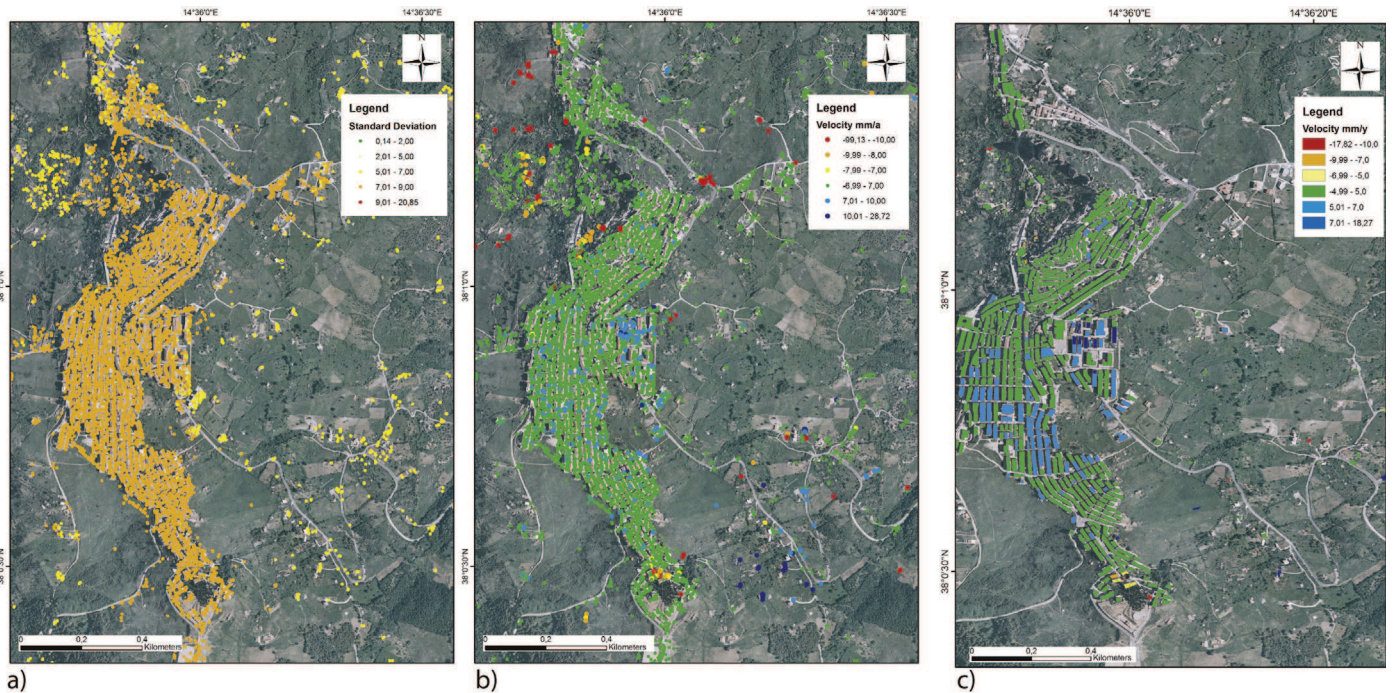 14°36'0"E
14°36'30"E
38°1'0"N
38°0'30"N
N
Legend
Standard Deviation
0,14 - 2,00
2,01 - 5,00
5,01 - 7,00
7,01 - 9,00
9,01 - 20,85
0
0,2
0,4
Kilometers
a)
14°36'0"E
14°36'30"E
38°1'0"N
38°0'30"N
N
Legend
Velocity mm/a
-99,13 - -10,00
-9,99 - -8,00
-7,99 - -7,00
-6,99 - 7,00
7,01 - 10,00
10,01 - 26,72
0
0,2
0,4
Kilometers
b)
14°36'0"E
14°36'20"E
38°1'0"N
38°0'30"N
N
Legend
Velocity mm/y
-17,82 - -10,0
-9,99 - -7,0
-6,99 - -5,0
-4,99 - 5,0
5,01 - 7,0
7,01 - 18,27
0
0,2
0,4
Kilometers
c)